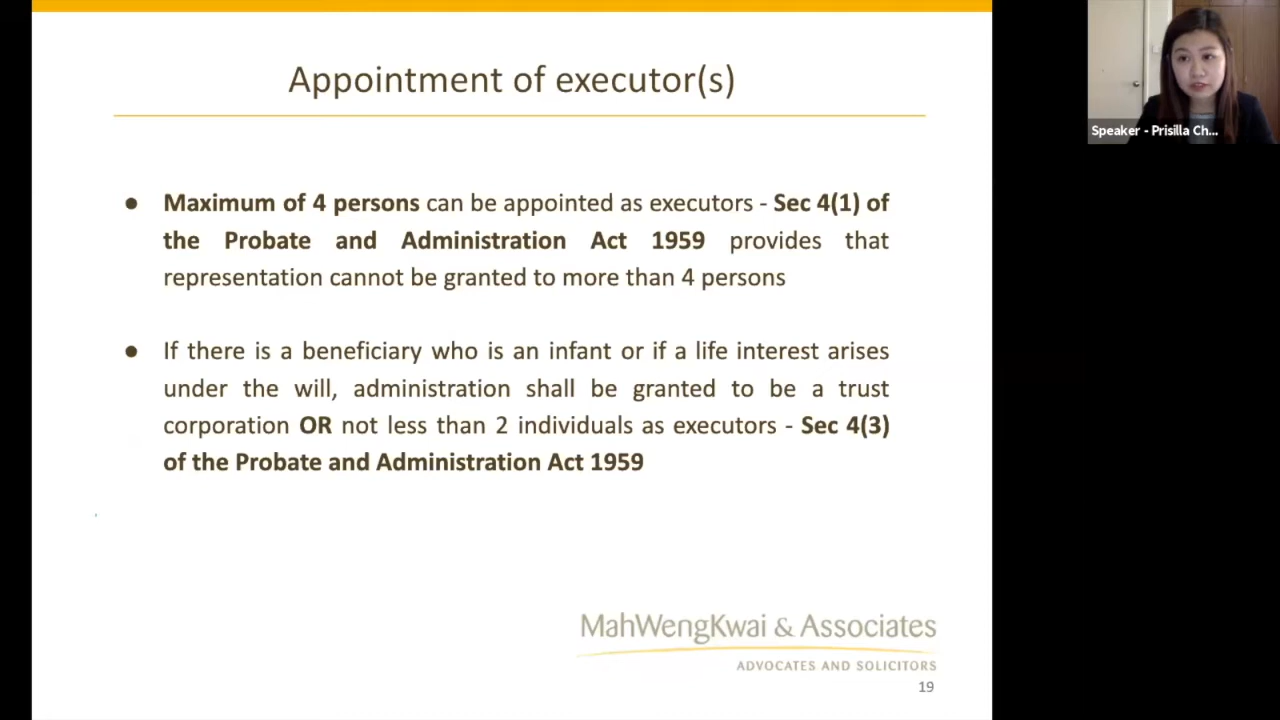 Appointment of executor(s)
● Maximum of 4 persons can be appointed as executors - Sec 4(1) of
the Probate and Administration Act 1959 provides that
representation cannot be granted to more than 4 persons
● If there is a beneficiary who is an infant or if a life interest arises
under the will, administration shall be granted to be a trust
corporation OR not less than 2 individuals as executors - Sec 4(3)
of the Probate and Administration Act 1959
MahWengKwai & Associates
ADVOCATES AND SOLICITORS
19
Speaker - Prisilla Ch...